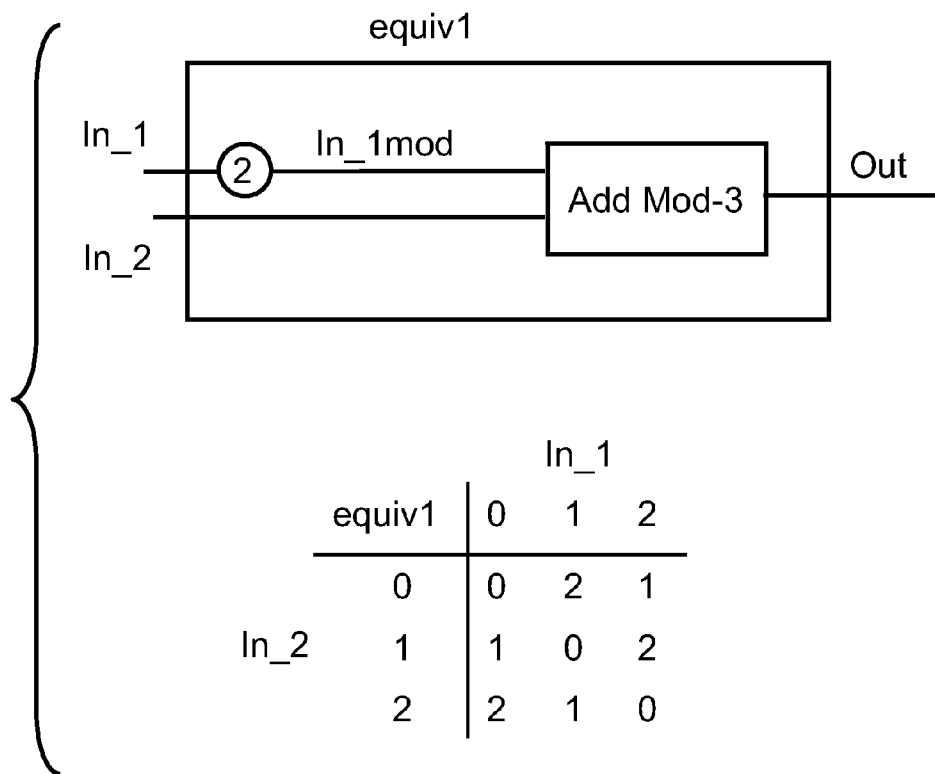 equiv1
In_1
2
In_1mod
Add Mod-3
Out
In_2
In_1
equiv1 0 1 2
0 0 2 1
In_2 1 1 0 2
2 2 1 0